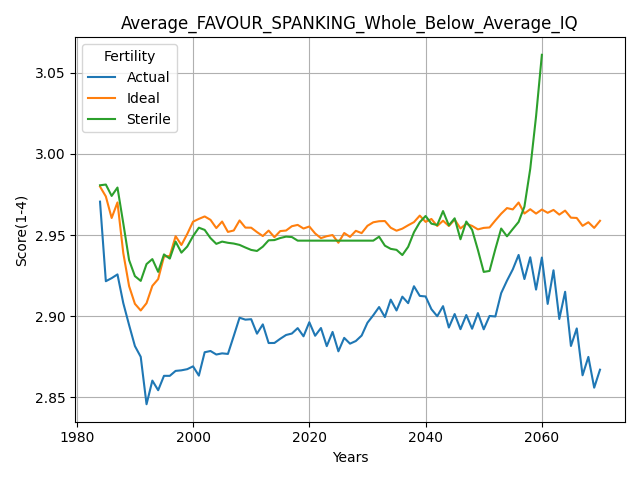 Average_FAVOUR_SPANKING_Whole_Below_Average_IQ
Fertility
Actual
Ideal
Sterile
Score(1-4)
3.05
3.00
2.95
2.90
2.85
1980 2000 2020 2040 2060
Years